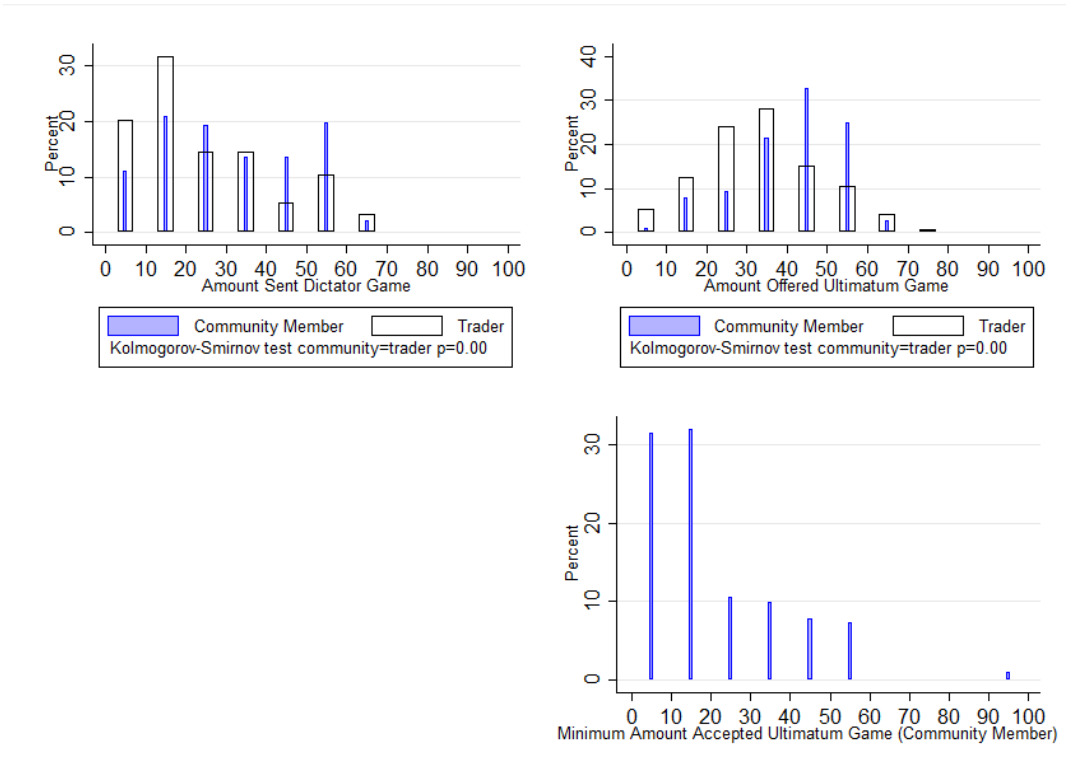 30
20
10
0
Percent
0 10 20 30 40 50 60 70 80 90 100
Amount Sent Dictator Game
Community Member Trader
Kolmogorov-Smirnov test community=trader p=0.00
40
30
20
10
0
Percent
0 10 20 30 40 50 60 70 80 90 100
Amount Offered Ultimatum Game
Community Member Trader
Kolmogorov-Smirnov test community=trader p=0.00
30
20
10
0
Percent
0 10 20 30 40 50 60 70 80 90 100
Minimum Amount Accepted Ultimatum Game (Community Member)